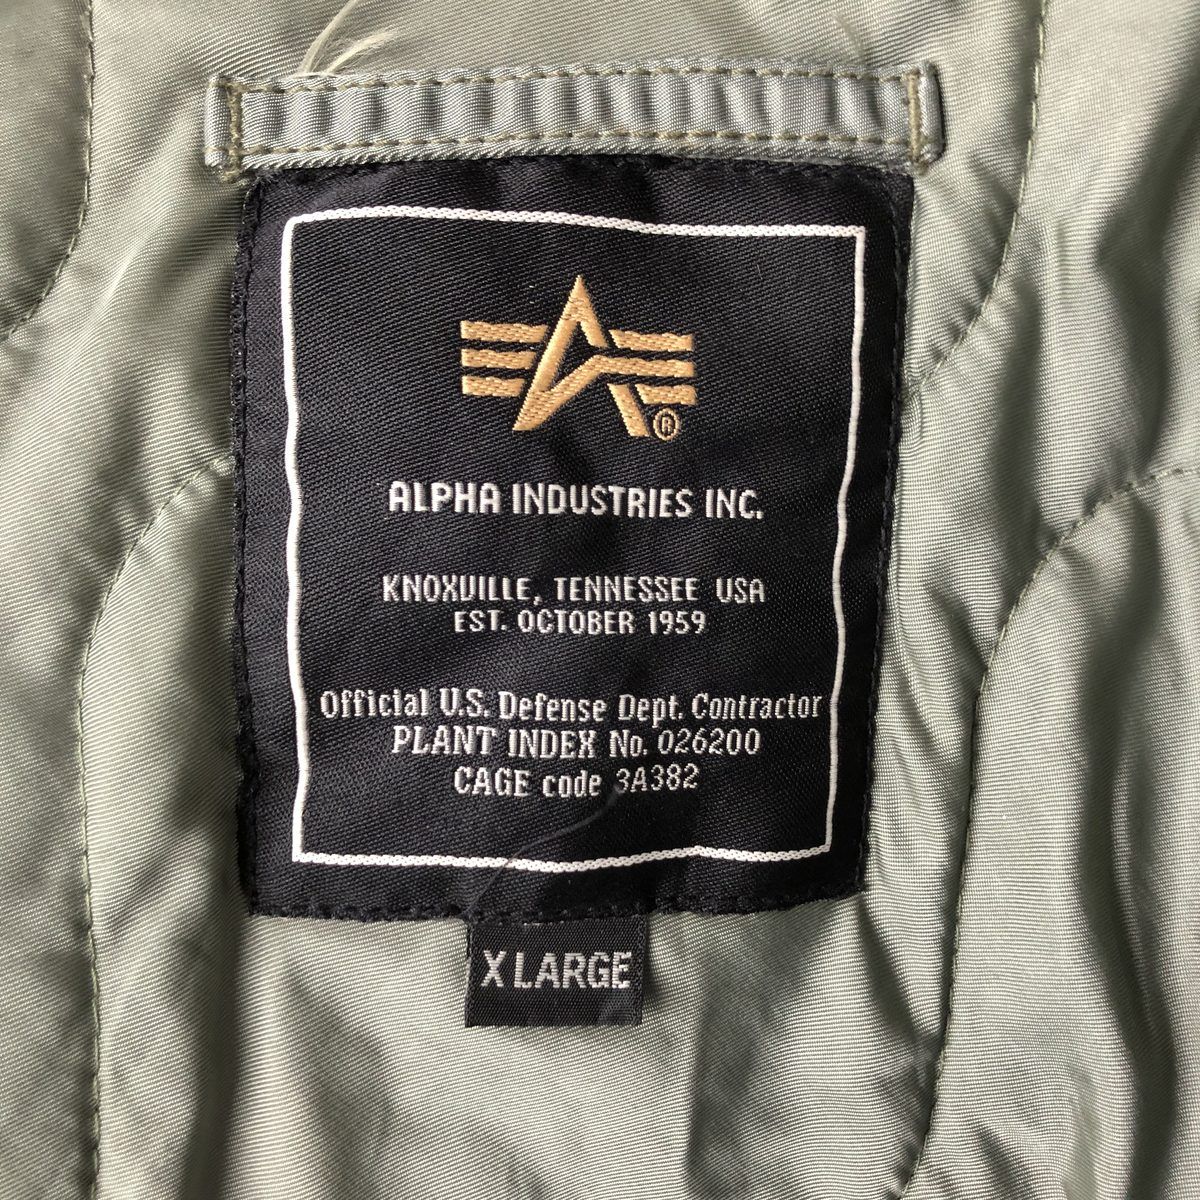 ®
ALPHA INDUSTRIES INC.
KNOXVILLE, TENNESSEE USA
EST. OCTOBER 1959
Official U.S. Defense Dept. Contractor
PLANT INDEX No. 026200
CAGE code 3A382
X LARGE